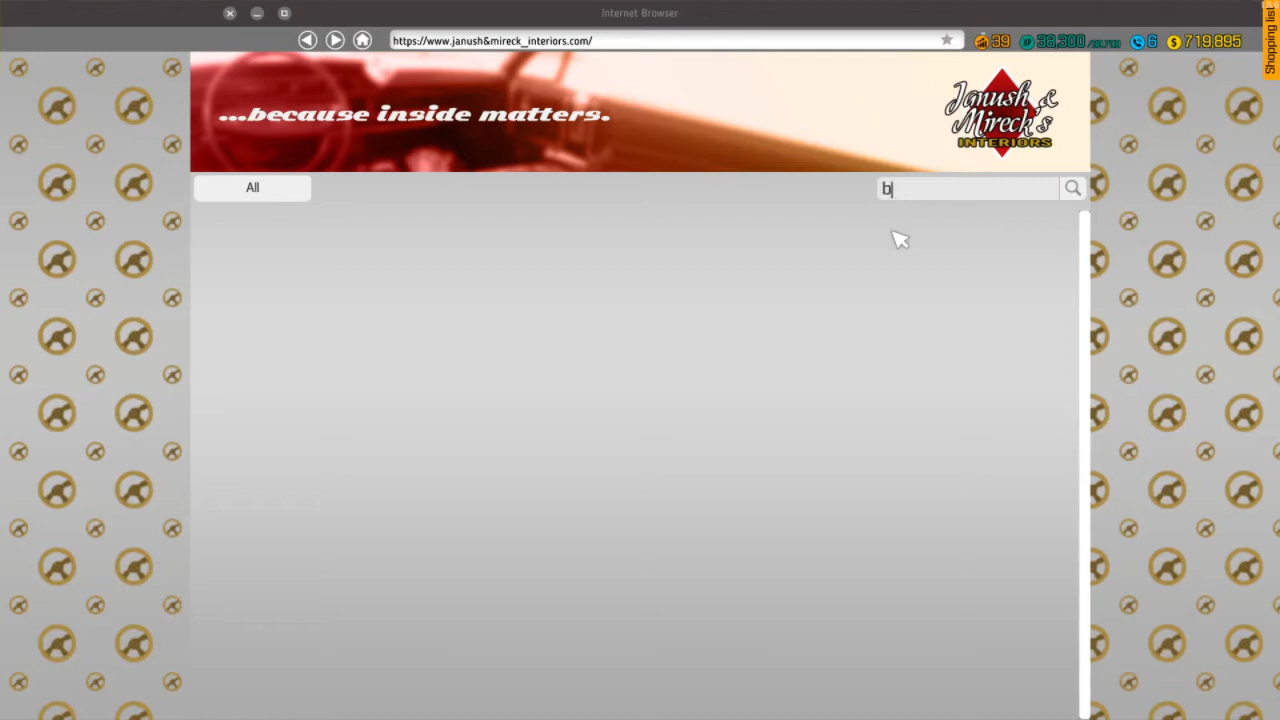 Internet Browser
https://www.janush&mireck_interiors.com/
39
XP 38,300
6
$ 719,895
Shopping list
...because inside matters.
Janush &
Mireck's
INTERIORS
All
b